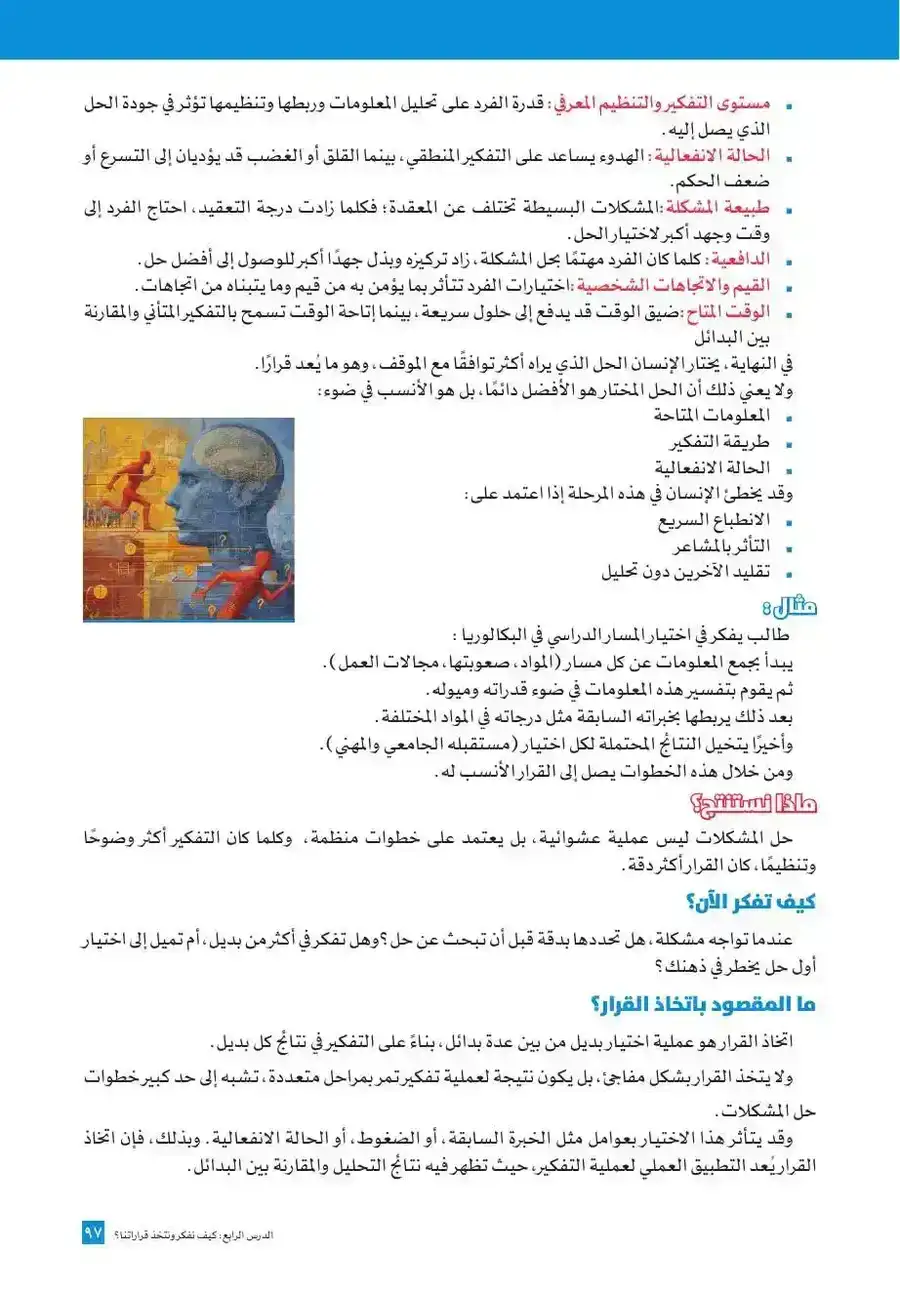 مستوى التفكير والتنظيم المعرفي: قدرة الفرد على تحليل المعلومات وربطها وتنظيمها تؤثر في جودة الحل
الذي يصل إليه.
الحالة الانفعالية: الهدوء يساعد على التفكير المنطقي، بينما القلق أو الغضب قد يؤديان إلى التسرع أو
ضعف الحكم.
طبيعة المشكلة:المشكلات البسيطة تختلف عن المعقدة؛ فكلما زادت درجة التعقيد، احتاج الفرد إلى
وقت وجهد أكبر لاختيار الحل.
الدافعية: كلما كان الفرد مهتمًا بحل المشكلة، زاد تركيزه وبذل جهدًا أكبر للوصول إلى أفضل حل.
القيم والاتجاهات الشخصية:اختيارات الفرد تتأثر بما يؤمن به من قيم وما يتبناه من اتجاهات.
الوقت المتاح:ضيق الوقت قد يدفع إلى حلول سريعة، بينما إتاحة الوقت تسمح بالتفكير المتأني والمقارنة
بين البدائل
في النهاية، يختار الإنسان الحل الذي يراه أكثر توافقًا مع الموقف، وهو ما يُعد قرارًا.
ولا يعني ذلك أن الحل المختار هو الأفضل دائمًا، بل هو الأنسب في ضوء:
المعلومات المتاحة
طريقة التفكير
الحالة الانفعالية
وقد يخطئ الإنسان في هذه المرحلة إذا اعتمد على:
الانطباع السريع
التأثر بالمشاعر
تقليد الآخرين دون تحليل
مثال:
طالب يفكر في اختيار المسار الدراسي في البكالوريا :
يبدأ بجمع المعلومات عن كل مسار (المواد، صعوبتها، مجالات العمل).
ثم يقوم بتفسير هذه المعلومات في ضوء قدراته وميوله.
بعد ذلك يربطها بخبراته السابقة مثل درجاته في المواد المختلفة.
وأخيرًا يتخيل النتائج المحتملة لكل اختيار (مستقبله الجامعي والمهني).
ومن خلال هذه الخطوات يصل إلى القرار الأنسب له.
ماذا نستنتج؟
حل المشكلات ليس عملية عشوائية، بل يعتمد على خطوات منظمة، وكلما كان التفكير أكثر وضوحًا
وتنظيمًا، كان القرار أكثر دقة.
كيف تفكر الآن؟
عندما تواجه مشكلة، هل تحددها بدقة قبل أن تبحث عن حل؟ وهل تفكر في أكثر من بديل، أم تميل إلى اختيار
أول حل يخطر في ذهنك؟
ما المقصود باتخاذ القرار؟
اتخاذ القرار هو عملية اختيار بديل من بين عدة بدائل، بناءً على التفكير في نتائج كل بديل.
ولا يتخذ القرار بشكل مفاجئ، بل يكون نتيجة لعملية تفكير تمر بمراحل متعددة، تشبه إلى حد كبير خطوات
حل المشكلات.
وقد يتأثر هذا الاختيار بعوامل مثل الخبرة السابقة، أو الضغوط، أو الحالة الانفعالية. وبذلك، فإن اتخاذ
القرار يُعد التطبيق العملي لعملية التفكير، حيث تظهر فيه نتائج التحليل والمقارنة بين البدائل.
الدرس الرابع: كيف نفكر ونتخذ قراراتنا؟ ٩٧